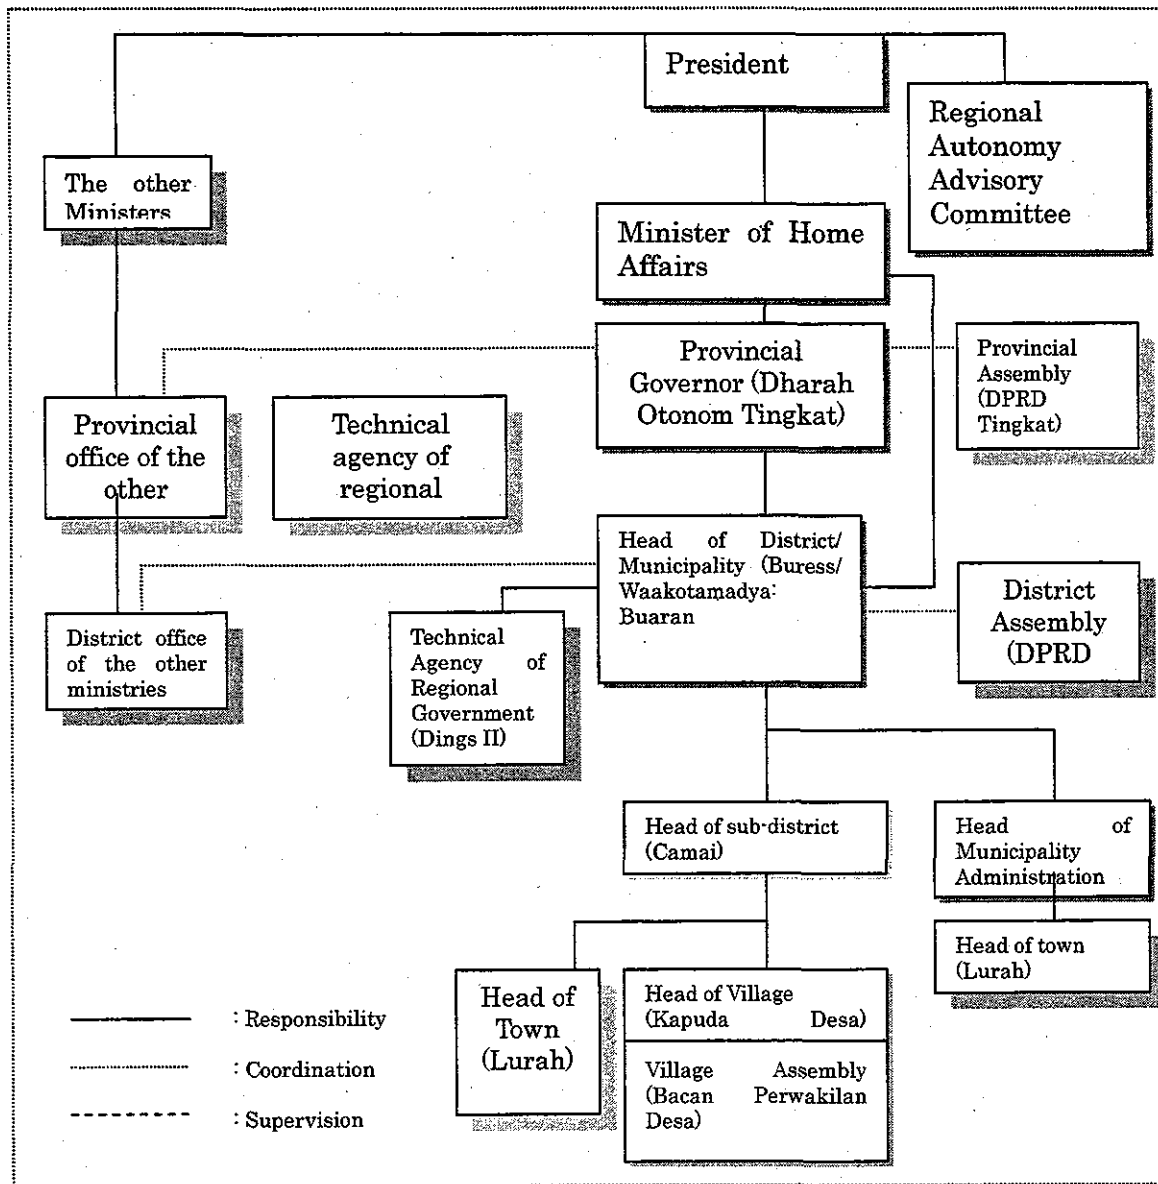 President
Regional
Autonomy
Advisory
Committee
The other
Ministers
Minister of Home
Affairs
Provincial
Governor (Dharah
Otonom Tingkat)
Provincial
Assembly
(DPRD
Tingkat)
Provincial
office of the
other
Technical
agency of
regional
Head of District/
Municipality (Buress/
Waakotamadya:
Buaran
District
Assembly
(DPRD
District office
of the other
ministries
Technical
Agency of
Regional
Government
(Dings II)
Head of sub-district
(Camai)
Head of
Municipality
Administration
Head of town
(Lurah)
Head of
Town
(Lurah)
Head of Village
(Kapuda Desa)
Village Assembly
(Bacan Perwakilan
Desa)
: Responsibility
: Coordination
: Supervision